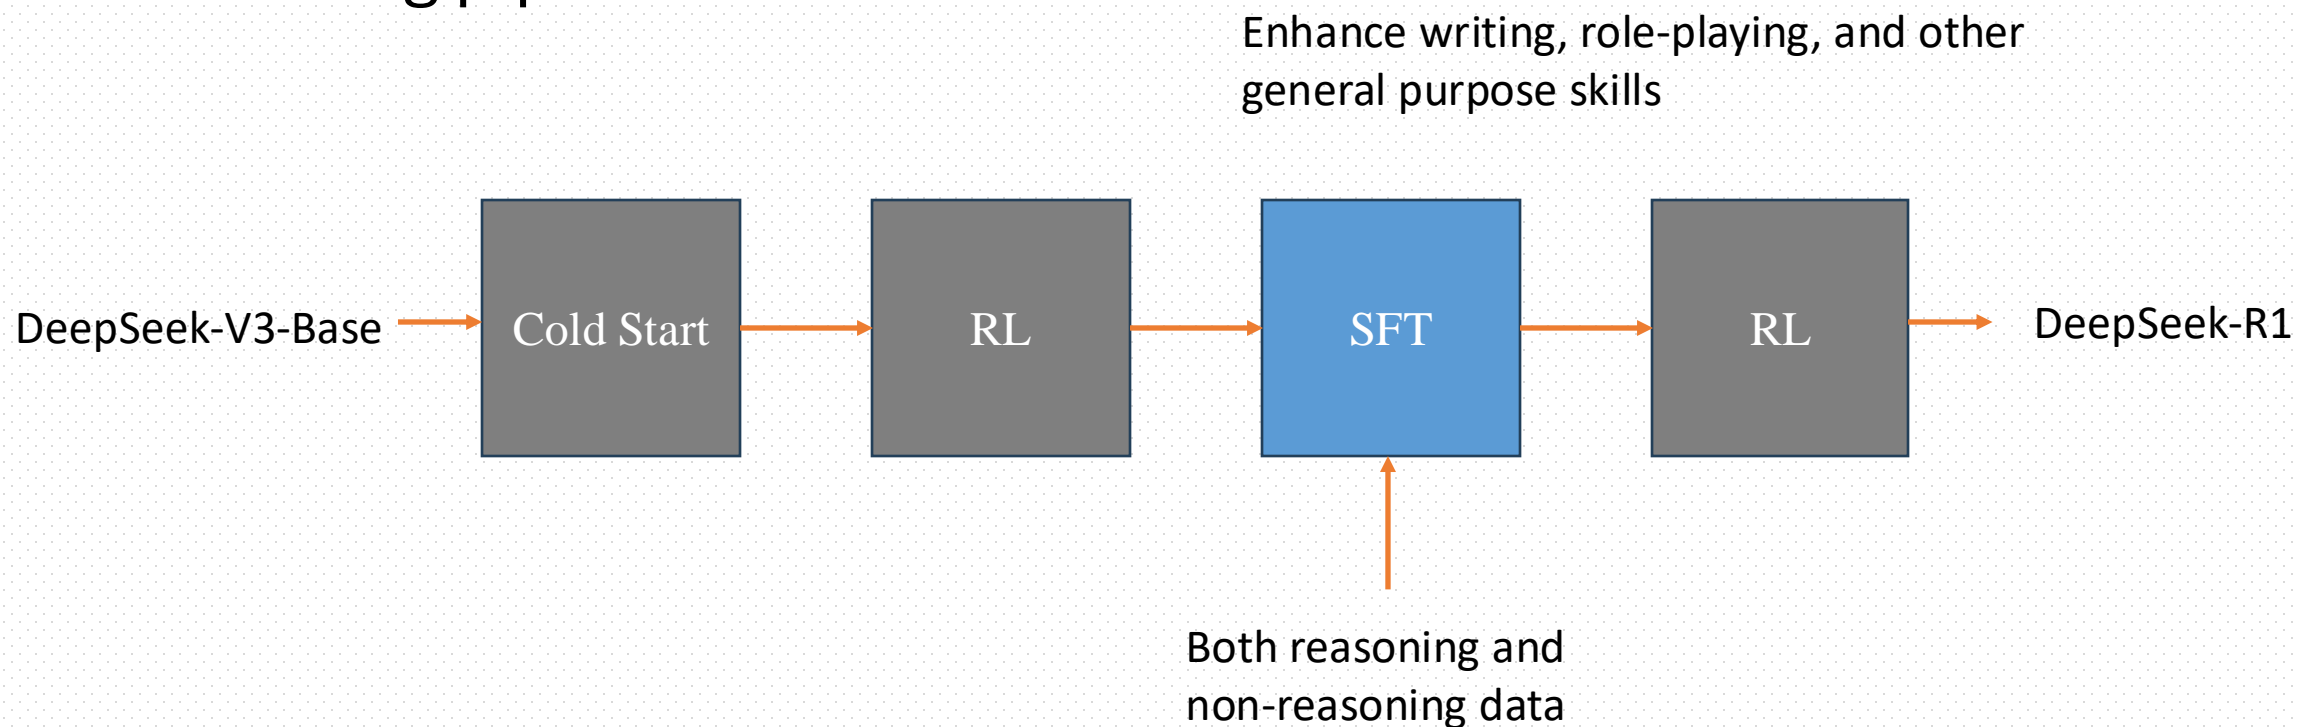 Enhance writing, role-playing, and other
general purpose skills
DeepSeek-V3-Base
Cold Start
RL
SFT
RL
DeepSeek-R1
Both reasoning and
non-reasoning data